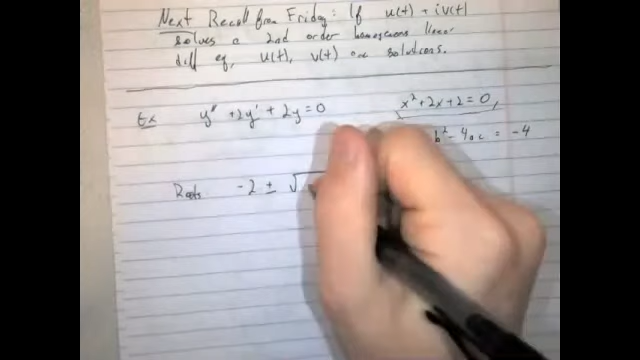 Next Recall from Friday: If u(t) + iv(t)
solves a 2nd order homogenous linear
diff eq, u(t), v(t) are solutions.
Ex y'' + 2y' + 2y = 0 x² + 2x + 2 = 0,
b² - 4ac = -4
Roots -2 ± √